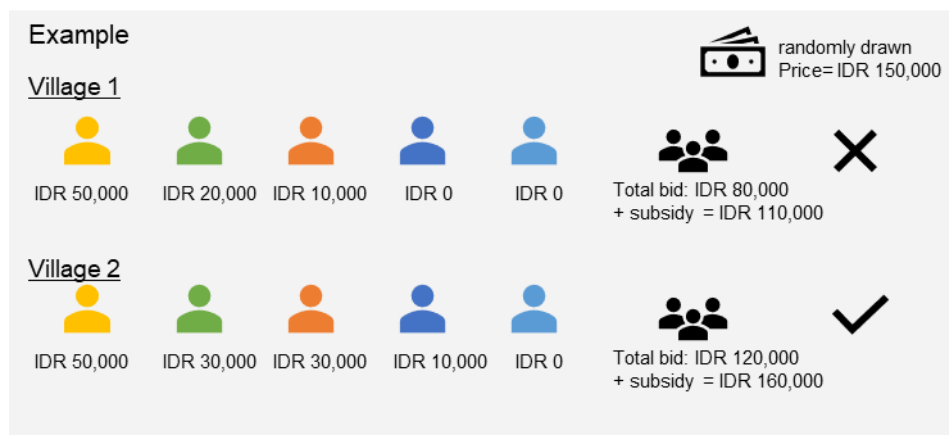 Example
randomly drawn
Price= IDR 150,000
Village 1
IDR 50,000 IDR 20,000 IDR 10,000 IDR 0 IDR 0
Total bid: IDR 80,000
+ subsidy = IDR 110,000
Village 2
IDR 50,000 IDR 30,000 IDR 30,000 IDR 10,000 IDR 0
Total bid: IDR 120,000
+ subsidy = IDR 160,000